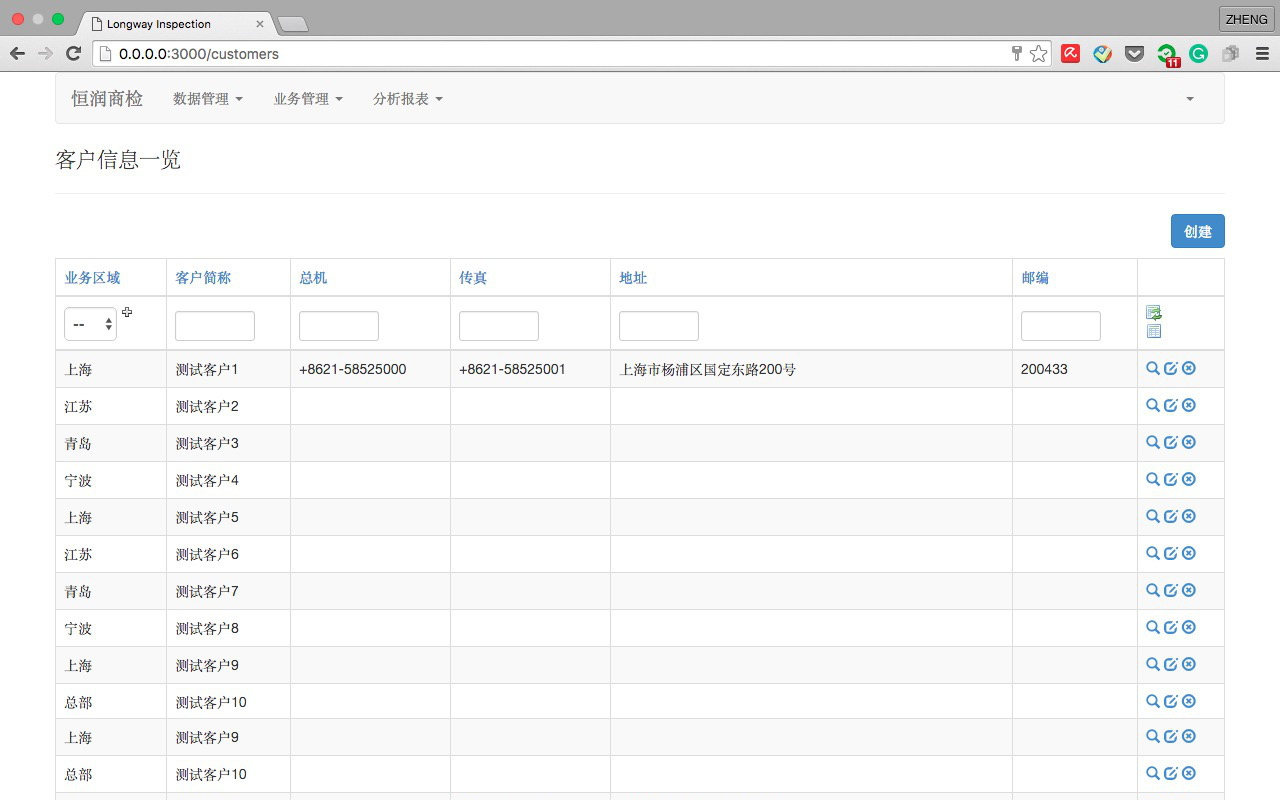 Longway Inspection
ZHENG
0.0.0.0:3000/customers
11
恒润商检 数据管理 业务管理 分析报表
客户信息一览
创建
业务区域 客户简称 总机 传真 地址 邮编
--
上海 测试客户1 +8621-58525000 +8621-58525001 上海市杨浦区国定东路200号 200433
江苏 测试客户2
青岛 测试客户3
宁波 测试客户4
上海 测试客户5
江苏 测试客户6
青岛 测试客户7
宁波 测试客户8
上海 测试客户9
总部 测试客户10
上海 测试客户9
总部 测试客户10